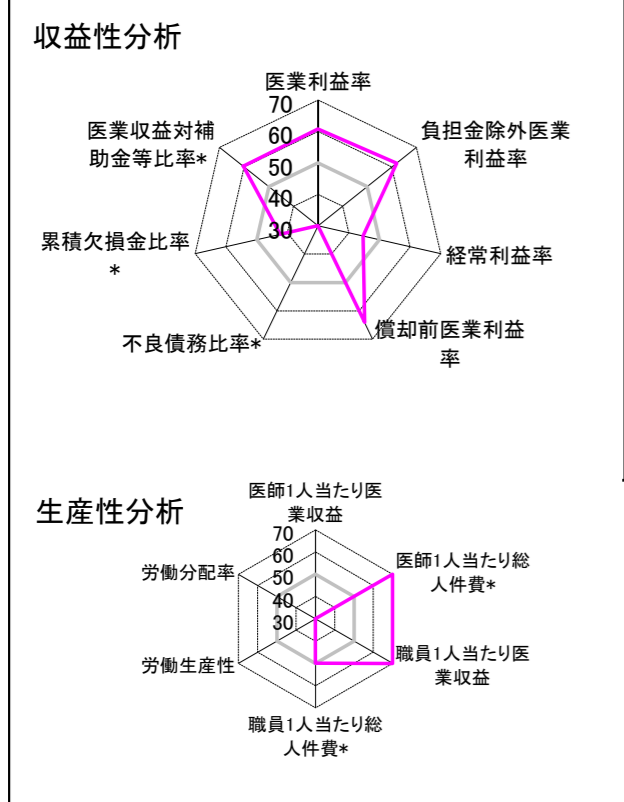 収益性分析
医業利益率
70
60
50
40
30
負担金除外医業
利益率
経常利益率
償却前医業利益
率
不良債務比率*
累積欠損金比率
*
医業収益対補
助金等比率*
生産性分析
医師1人当たり医
業収益
70
60
50
40
30
医師1人当たり総
人件費*
職員1人当たり医
業収益
職員1人当たり総
人件費*
労働生産性
労働分配率